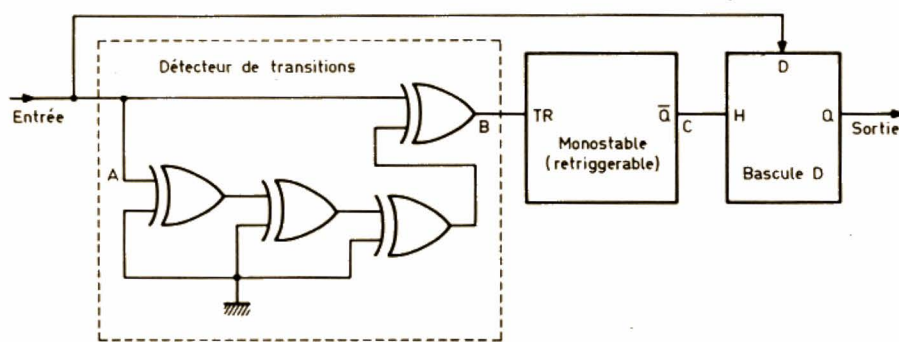 Détecteur de transitions
Entrée
A
B
TR
Q̅
Monostable
(retriggerable)
C
D
H
Q
Bascule D
Sortie